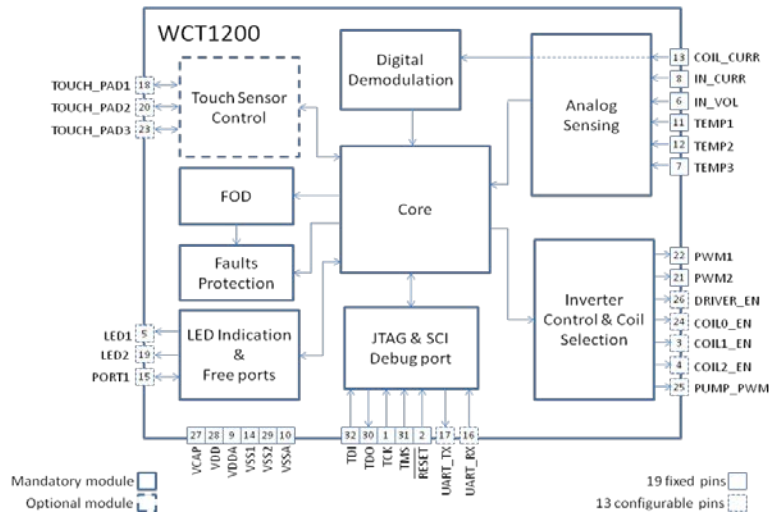 WCT1200
Digital
Demodulation
Analog
Sensing
13 COIL_CURR
8 IN_CURR
6 IN_VOL
11 TEMP1
12 TEMP2
7 TEMP3
TOUCH_PAD1 18
TOUCH_PAD2 20
TOUCH_PAD3 23
Touch Sensor
Control
FOD
Core
Faults
Protection
Inverter
Control & Coil
Selection
22 PWM1
21 PWM2
26 DRIVER_EN
24 COIL0_EN
3 COIL1_EN
4 COIL2_EN
25 PUMP_PWM
LED1 5
LED2 19
PORT1 15
LED Indication
&
Free ports
JTAG & SCI
Debug port
27 28 9 14 29 10
VCAP
VDD
VDDA
VSS1
VSS2
VSSA
32 30 1 31 2 17 16
TDI
TDO
TCK
TMS
RESET
UART_TX
UART_RX
Mandatory module
Optional module
19 fixed pins
13 configurable pins